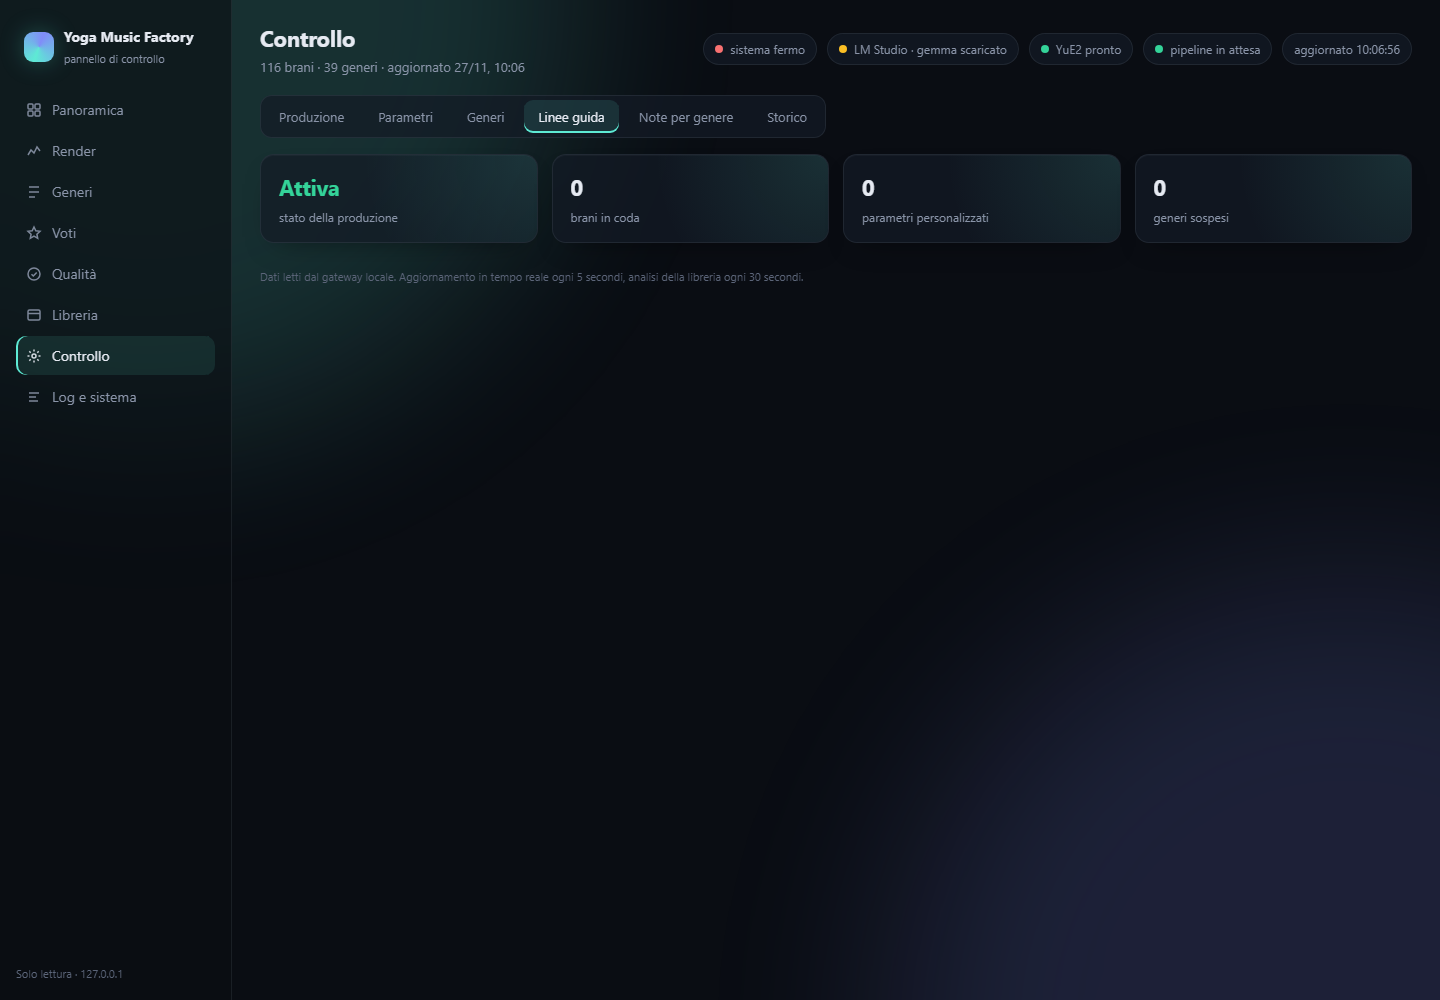 Yoga Music Factory
pannello di controllo
Panoramica
Render
Generi
Voti
Qualità
Libreria
Controllo
Log e sistema
Solo lettura · 127.0.0.1
Controllo
116 brani · 39 generi · aggiornato 27/11, 10:06
sistema fermo
LM Studio · gemma scaricato
YuE2 pronto
pipeline in attesa
aggiornato 10:06:56
Produzione
Parametri
Generi
Linee guida
Note per genere
Storico
Attiva
stato della produzione
0
brani in coda
0
parametri personalizzati
0
generi sospesi
Dati letti dal gateway locale. Aggiornamento in tempo reale ogni 5 secondi, analisi della libreria ogni 30 secondi.